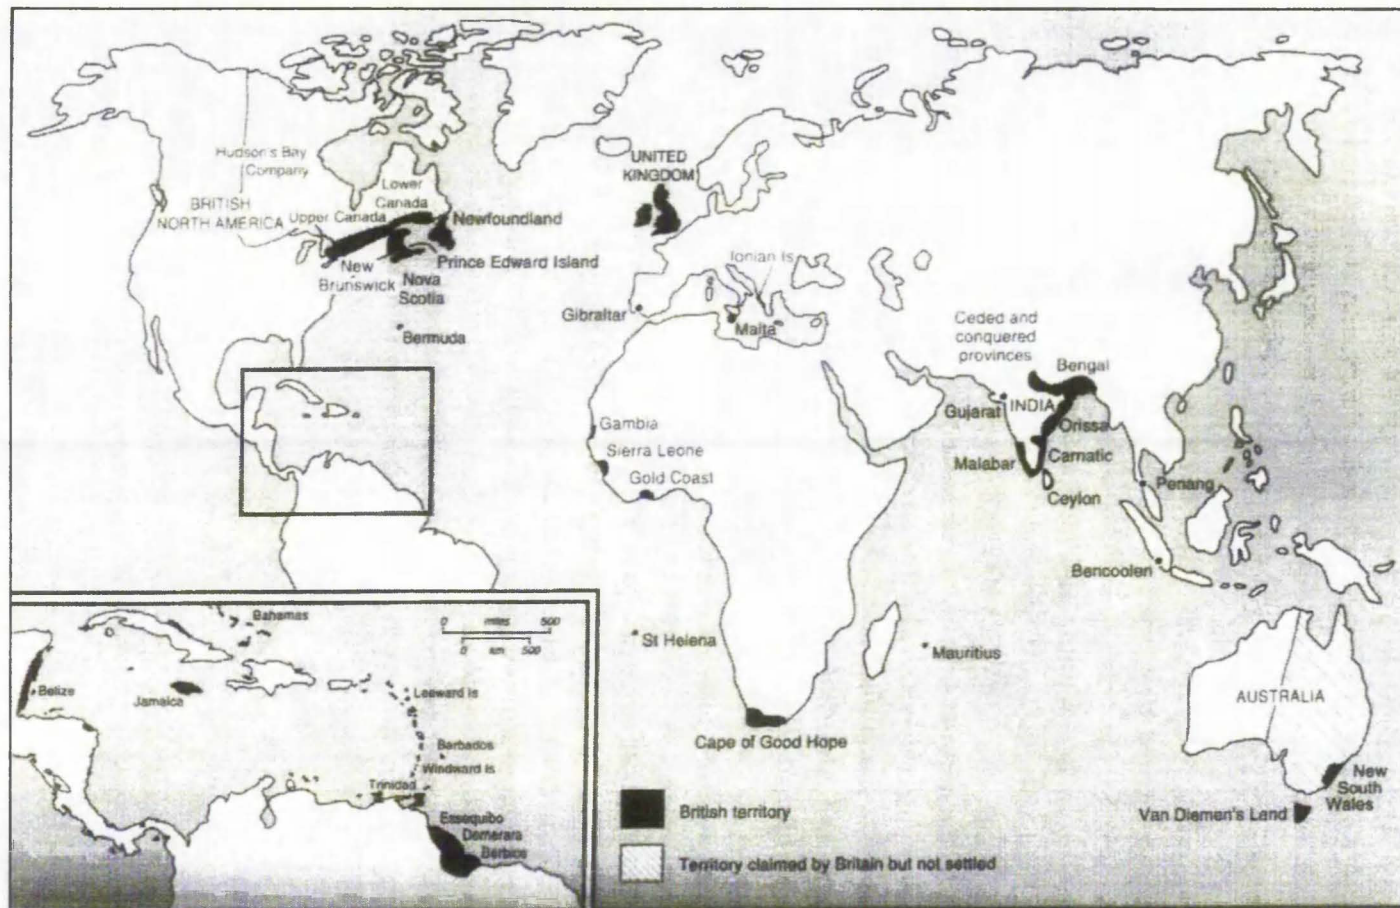 Hudson's Bay
Company
BRITISH
NORTH AMERICA
Upper Canada
Lower
Canada
Newfoundland
Prince Edward Island
New
Brunswick
Nova
Scotia
Bermuda
UNITED
KINGDOM
Ionian Is
Gibraltar
Malta
Ceded and
conquered
provinces
Bengal
Gujarat
INDIA
Orissa
Malabar
Carnatic
Ceylon
Penang
Bencoolen
Gambia
Sierra Leone
Gold Coast
St Helena
Mauritius
Cape of Good Hope
AUSTRALIA
New
South
Wales
Van Diemen's Land
Bahamas
0 miles 500
0 km 500
Belize
Jamaica
Leeward Is
Barbados
Windward Is
Trinidad
Essequibo
Demerara
Berbice
British territory
Territory claimed by Britain but not settled